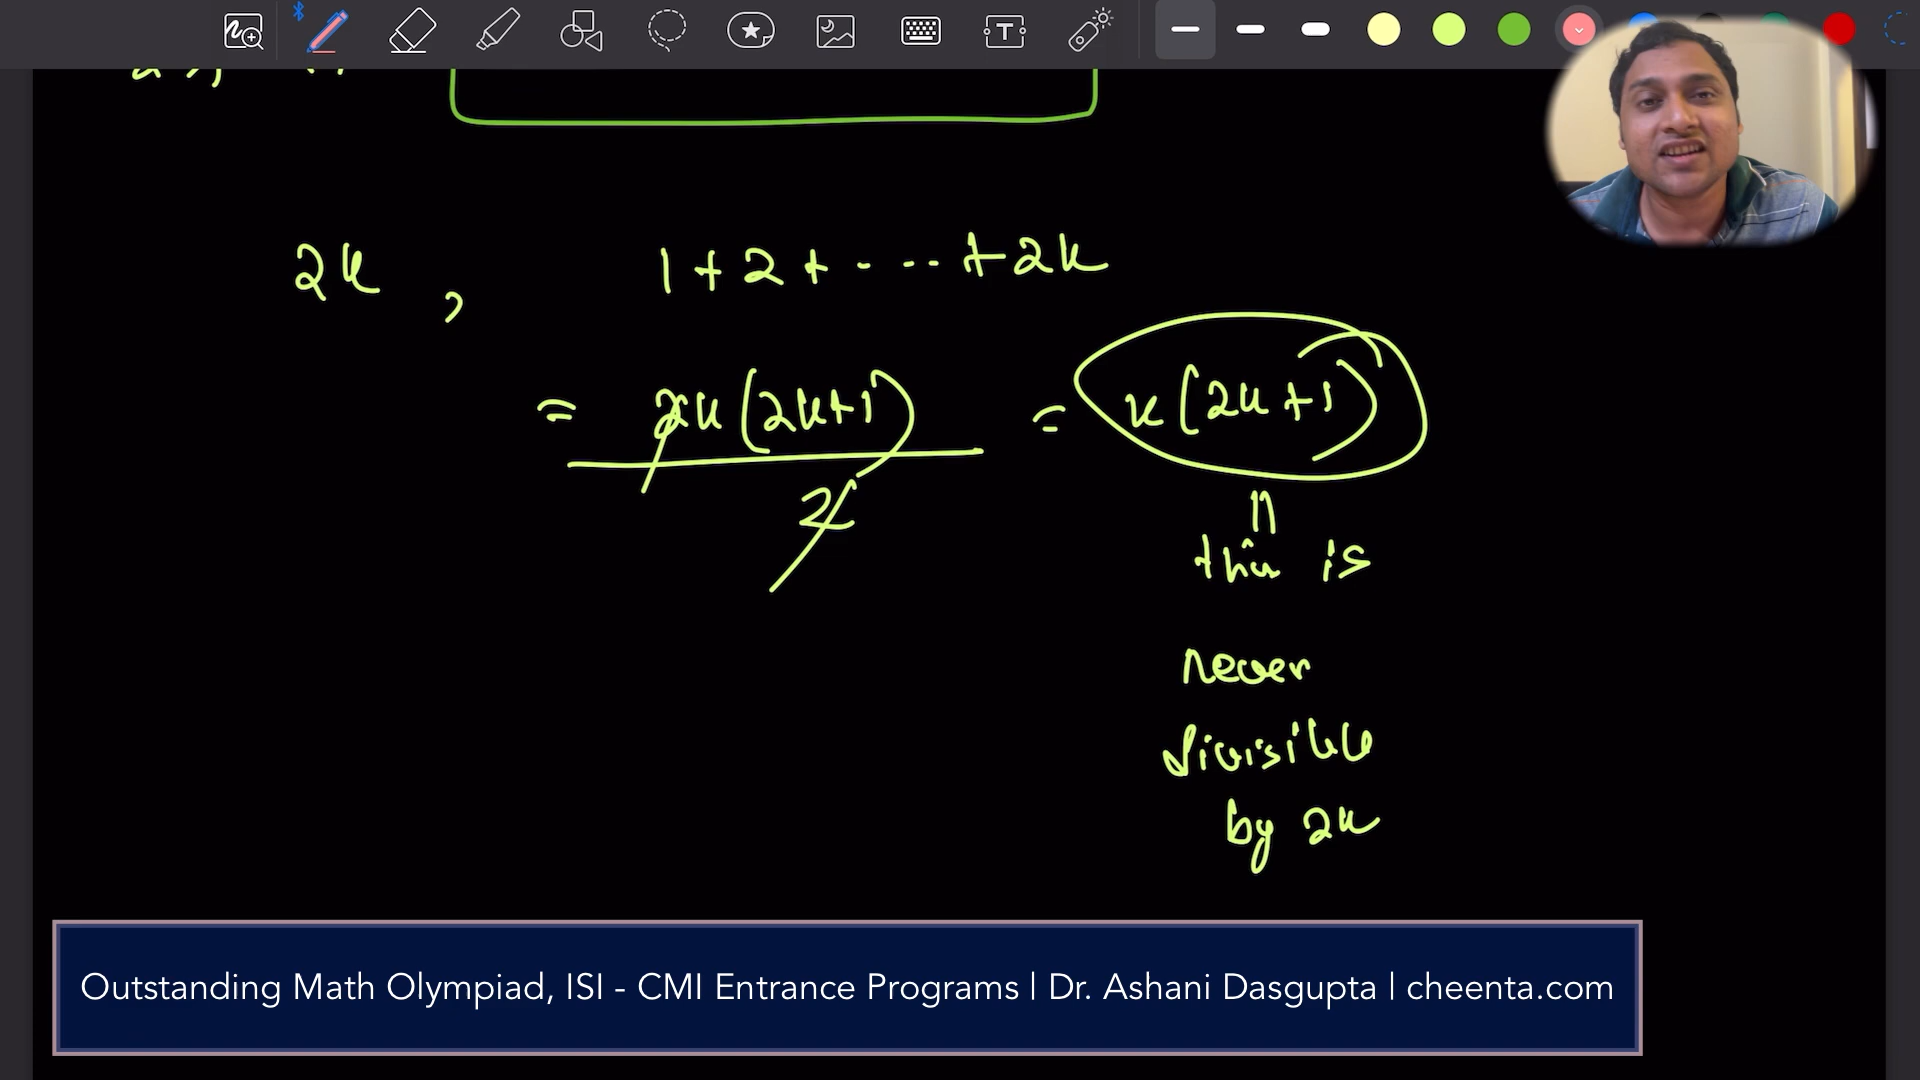 2k , 1+2+ - - - - +2k
= 2k(2k+1) = k(2k+1)
2
this is
never
divisible
by 2k
Outstanding Math Olympiad, ISI - CMI Entrance Programs | Dr. Ashani Dasgupta | cheenta.com